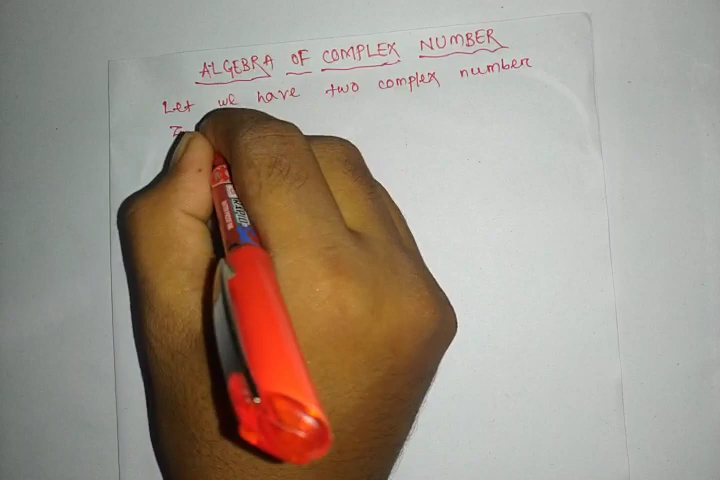 ALGEBRA OF COMPLEX NUMBER
Let we have two complex number
Z